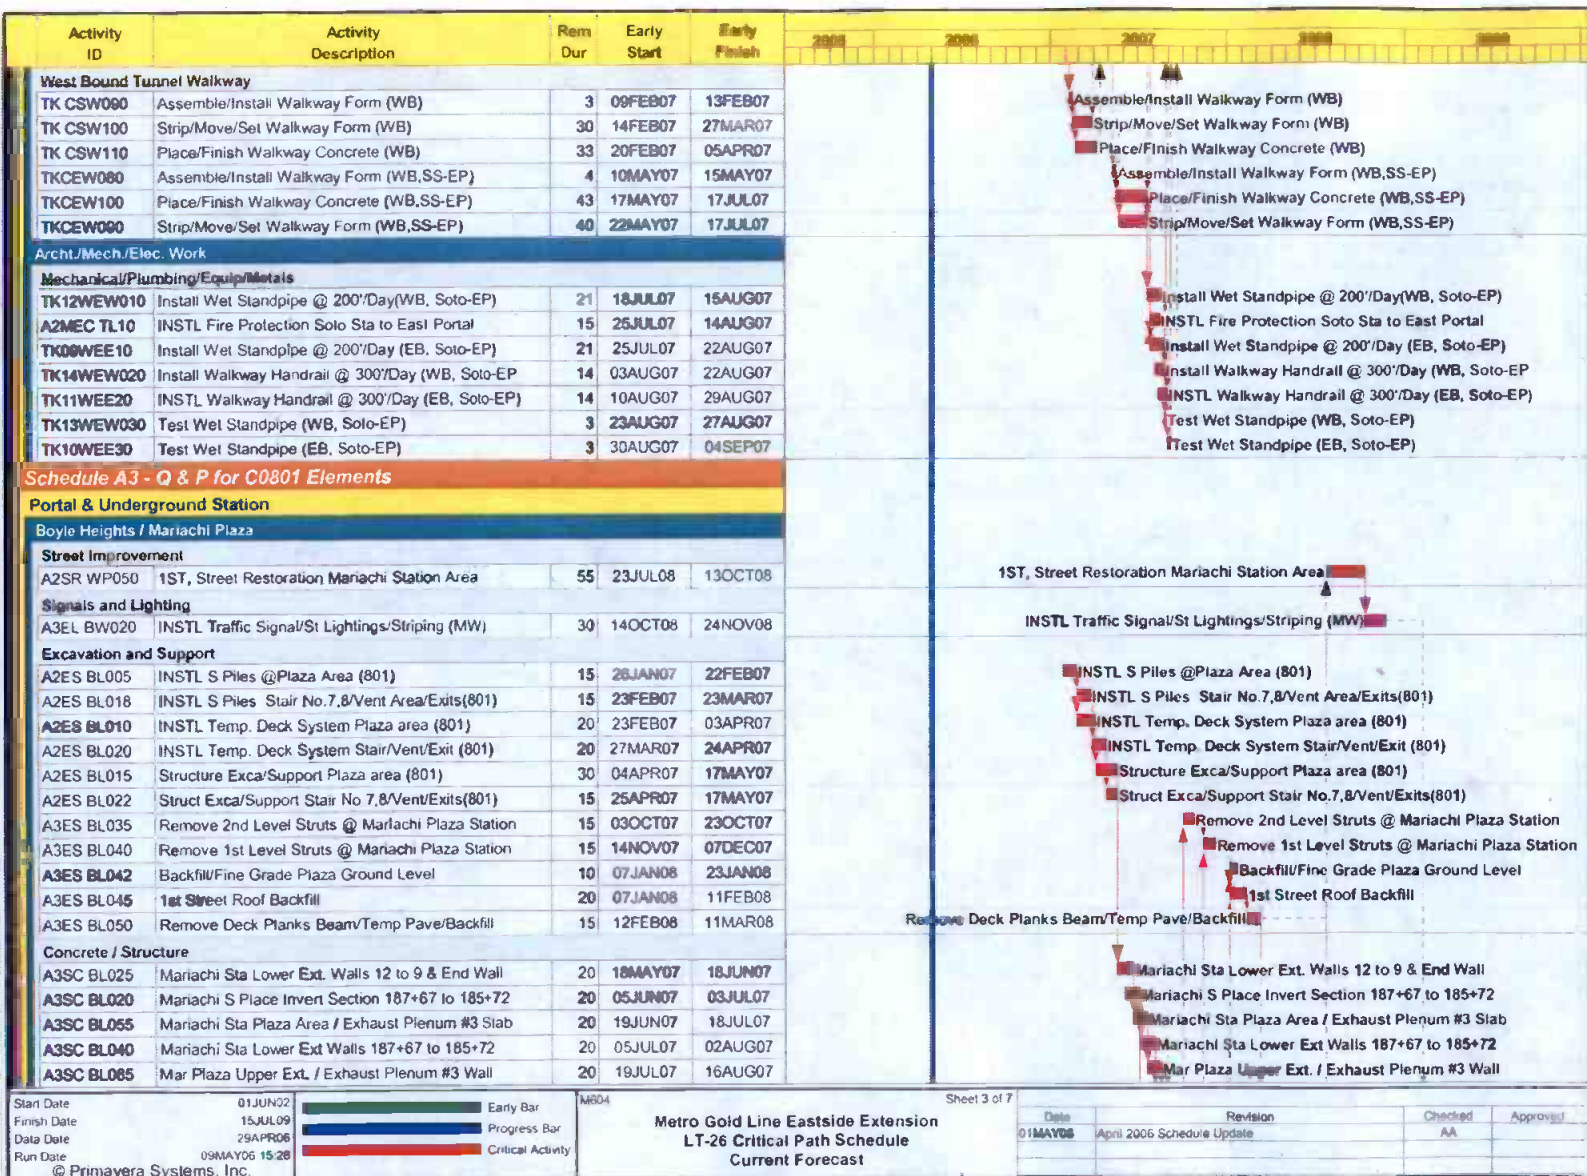 Activity ID Activity Description Rem Dur Early Start Early Finish 2005 2006 2007 2008 2009
West Bound Tunnel Walkway
TK CSW090 Assemble/Install Walkway Form (WB) 3 09FEB07 13FEB07 Assemble/Install Walkway Form (WB)
TK CSW100 Strip/Move/Set Walkway Form (WB) 30 14FEB07 27MAR07 Strip/Move/Set Walkway Form (WB)
TK CSW110 Place/Finish Walkway Concrete (WB) 33 20FEB07 05APR07 Place/Finish Walkway Concrete (WB)
TKCEW080 Assemble/Install Walkway Form (WB,SS-EP) 4 10MAY07 15MAY07 Assemble/Install Walkway Form (WB,SS-EP)
TKCEW100 Place/Finish Walkway Concrete (WB,SS-EP) 43 17MAY07 17JUL07 Place/Finish Walkway Concrete (WB,SS-EP)
TKCEW090 Strip/Move/Set Walkway Form (WB,SS-EP) 40 22MAY07 17JUL07 Strip/Move/Set Walkway Form (WB,SS-EP)
Archt./Mech./Elec. Work
Mechanical/Plumbing/Equip/Metals
TK12WEW010 Install Wet Standpipe @ 200'/Day(WB, Soto-EP) 21 18JUL07 15AUG07 Install Wet Standpipe @ 200'/Day(WB, Soto-EP)
A2MEC TL10 INSTL Fire Protection Soto Sta to East Portal 15 25JUL07 14AUG07 INSTL Fire Protection Soto Sta to East Portal
TK09WEE10 Install Wet Standpipe @ 200'/Day (EB, Soto-EP) 21 25JUL07 22AUG07 Install Wet Standpipe @ 200'/Day (EB, Soto-EP)
TK14WEW020 Install Walkway Handrail @ 300'/Day (WB, Soto-EP 14 03AUG07 22AUG07 Install Walkway Handrail @ 300'/Day (WB, Soto-EP
TK11WEE20 INSTL Walkway Handrail @ 300'/Day (EB, Soto-EP) 14 10AUG07 29AUG07 INSTL Walkway Handrail @ 300'/Day (EB, Soto-EP)
TK13WEW030 Test Wet Standpipe (WB, Soto-EP) 3 23AUG07 27AUG07 Test Wet Standpipe (WB, Soto-EP)
TK10WEE30 Test Wet Standpipe (EB, Soto-EP) 3 30AUG07 04SEP07 Test Wet Standpipe (EB, Soto-EP)
Schedule A3 - Q & P for C0801 Elements
Portal & Underground Station
Boyle Heights / Mariachi Plaza
Street Improvement
A2SR WP050 1ST, Street Restoration Mariachi Station Area 55 23JUL08 13OCT08 1ST, Street Restoration Mariachi Station Area
Signals and Lighting
A3EL BW020 INSTL Traffic Signal/St Lightings/Striping (MW) 30 14OCT08 24NOV08 INSTL Traffic Signal/St Lightings/Striping (MW)
Excavation and Support
A2ES BL005 INSTL S Piles @Plaza Area (801) 15 26JAN07 22FEB07 INSTL S Piles @Plaza Area (801)
A2ES BL018 INSTL S Piles Stair No.7,8/Vent Area/Exits(801) 15 23FEB07 23MAR07 INSTL S Piles Stair No.7,8/Vent Area/Exits(801)
A2ES BL010 INSTL Temp. Deck System Plaza area (801) 20 23FEB07 03APR07 INSTL Temp. Deck System Plaza area (801)
A2ES BL020 INSTL Temp. Deck System Stair/Vent/Exit (801) 20 27MAR07 24APR07 INSTL Temp. Deck System Stair/Vent/Exit (801)
A2ES BL015 Structure Exca/Support Plaza area (801) 30 04APR07 17MAY07 Structure Exca/Support Plaza area (801)
A2ES BL022 Struct Exca/Support Stair No 7,8/Vent/Exits(801) 15 25APR07 17MAY07 Struct Exca/Support Stair No.7,8/Vent/Exits(801)
A3ES BL035 Remove 2nd Level Struts @ Mariachi Plaza Station 15 03OCT07 23OCT07 Remove 2nd Level Struts @ Mariachi Plaza Station
A3ES BL040 Remove 1st Level Struts @ Mariachi Plaza Station 15 14NOV07 07DEC07 Remove 1st Level Struts @ Mariachi Plaza Station
A3ES BL042 Backfill/Fine Grade Plaza Ground Level 10 07JAN08 23JAN08 Backfill/Fine Grade Plaza Ground Level
A3ES BL045 1st Street Roof Backfill 20 07JAN08 11FEB08 1st Street Roof Backfill
A3ES BL050 Remove Deck Planks Beam/Temp Pave/Backfill 15 12FEB08 11MAR08 Remove Deck Planks Beam/Temp Pave/Backfill
Concrete / Structure
A3SC BL025 Mariachi Sta Lower Ext. Walls 12 to 9 & End Wall 20 18MAY07 18JUN07 Mariachi Sta Lower Ext. Walls 12 to 9 & End Wall
A3SC BL020 Mariachi S Place Invert Section 187+67 to 185+72 20 05JUN07 03JUL07 Mariachi S Place Invert Section 187+67 to 185+72
A3SC BL055 Mariachi Sta Plaza Area / Exhaust Plenum #3 Slab 20 19JUN07 18JUL07 Mariachi Sta Plaza Area / Exhaust Plenum #3 Slab
A3SC BL040 Mariachi Sta Lower Ext Walls 187+67 to 185+72 20 05JUL07 02AUG07 Mariachi Sta Lower Ext Walls 187+67 to 185+72
A3SC BL065 Mar Plaza Upper Ext. / Exhaust Plenum #3 Wall 20 19JUL07 16AUG07 Mar Plaza Upper Ext. / Exhaust Plenum #3 Wall
Start Date 01JUN02
Finish Date 15JUL09
Data Date 29APR06
Run Date 09MAY06 15:28
© Primavera Systems, Inc.
Early Bar
Progress Bar
Critical Activity
M604
Sheet 3 of 7
Metro Gold Line Eastside Extension
LT-26 Critical Path Schedule
Current Forecast
Date Revision Checked Approved
01MAY06 April 2006 Schedule Update AA